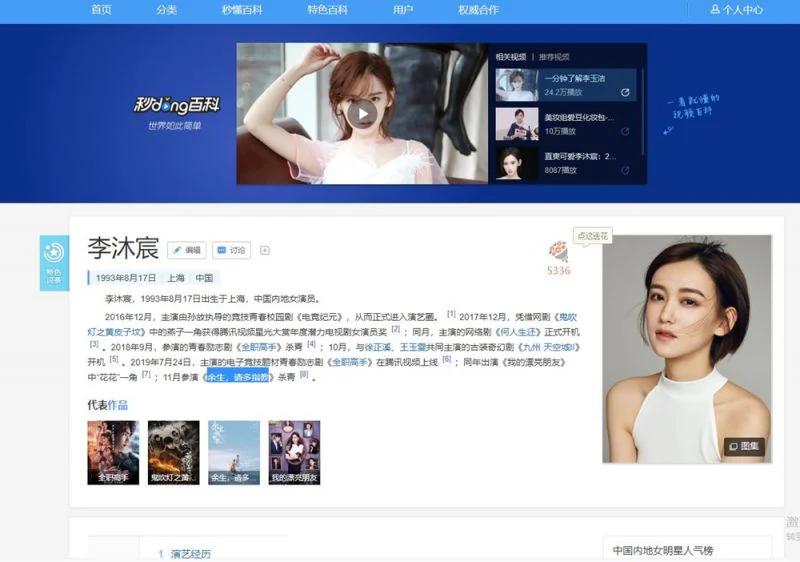 首页 分类 秒懂百科 特色百科 用户 权威合作 个人中心
秒dong百科
世界如此简单
相关视频 | 推荐视频
一分钟了解李玉洁
24.2万播放
美妆姐爱豆化妆包-...
10万播放
直爽可爱李沐宸：2...
8087播放
一看就懂的
视频百科
特色
词条
李沐宸 编辑 讨论
5336
点这送花
1993年8月17日 上海 中国
李沐宸，1993年8月17日出生于上海，中国内地女演员。
2016年12月，主演由孙放执导的竞技青春校园剧《电竞纪元》，从而正式进入演艺圈。 [1] 2017年12月，凭借网剧《鬼吹
灯之黄皮子坟》中的燕子一角获得腾讯视频星光大赏年度潜力电视剧女演员奖 [2] ；同月，主演的网络剧《何人生还》正式开机
[3] 。2018年9月，参演的青春励志剧《全职高手》杀青 [4] ；10月，与徐正溪、王玉雯共同主演的古装奇幻剧《九州 天空城II》
开机 [5] 。2019年7月24日，主演的电子竞技题材青春励志剧《全职高手》在腾讯视频上线 [6] ；同年出演《我的漂亮朋友》
中“花花”一角 [7] ；11月参演《余生，请多指教》杀青 [8] 。
代表作品
全职高手 鬼吹灯之黄... 余生，请多... 我的漂亮朋友
图集
1 演艺经历
中国内地女明星人气榜